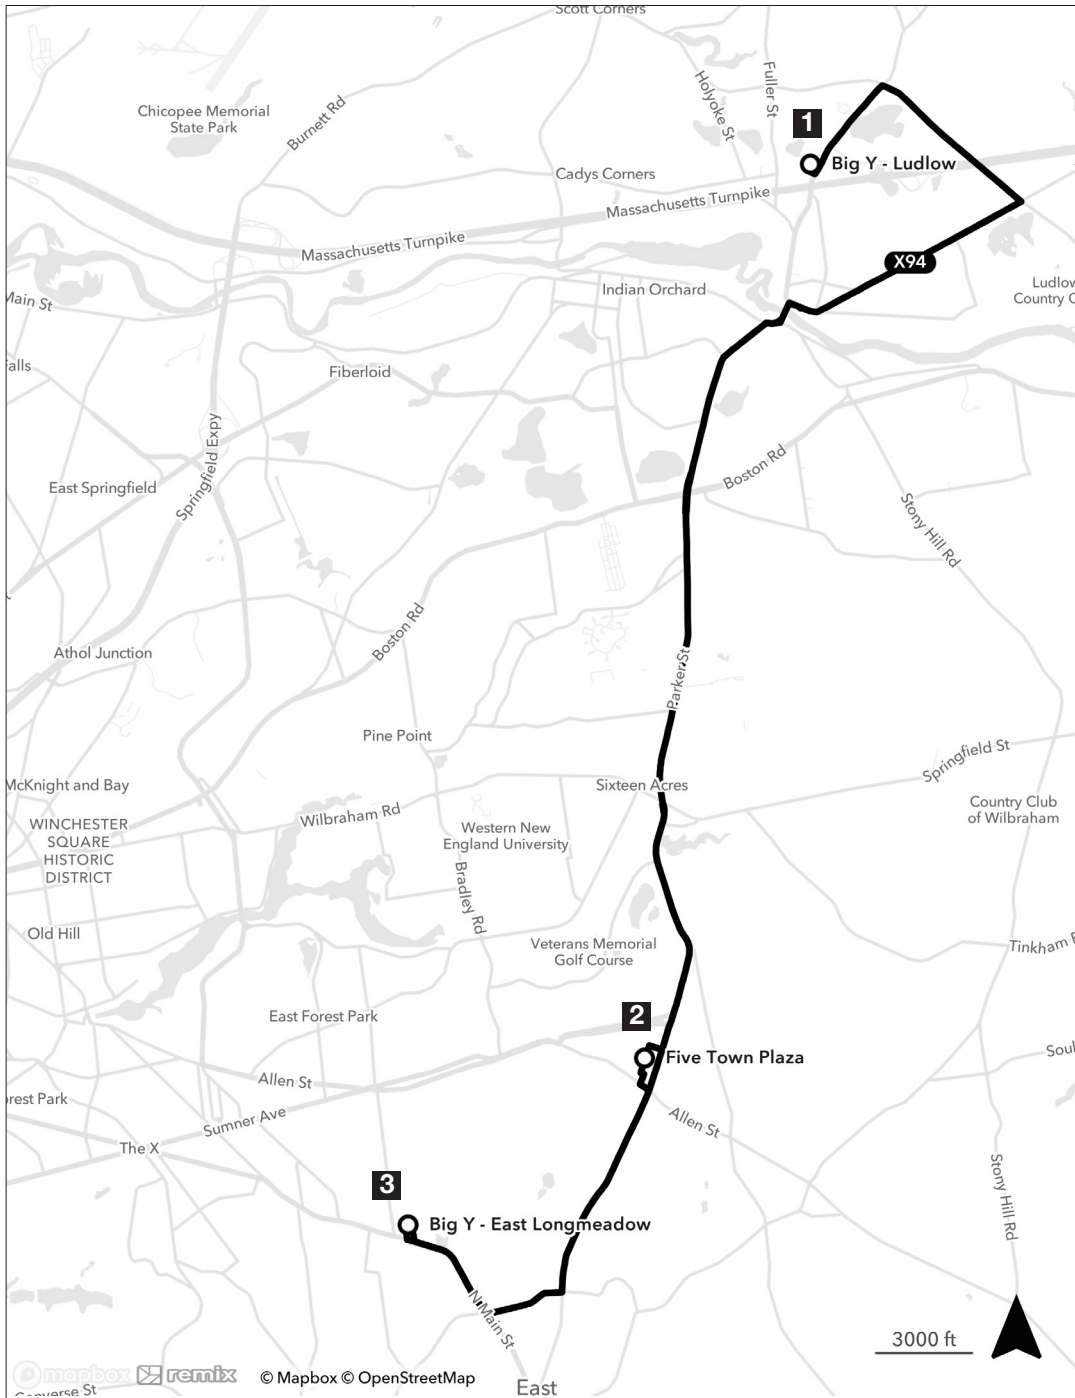 Scott Corners
Fuller St
Holyoke St
Chicopee Memorial
State Park
Burnett Rd
1
Big Y - Ludlow
Cadys Corners
Massachusetts Turnpike
Massachusetts Turnpike
X94
Indian Orchard
Ludlow
Country C
Main St
Falls
Fiberloid
Springfield Expy
Boston Rd
East Springfield
Stony Hill Rd
Boston Rd
Athol Junction
Parker St
Pine Point
Springfield St
McKnight and Bay
Sixteen Acres
Country Club
of Wilbraham
Wilbraham Rd
WINCHESTER
SQUARE
HISTORIC
DISTRICT
Western New
England University
Bradley Rd
Old Hill
Veterans Memorial
Golf Course
Tinkham R
2
East Forest Park
Five Town Plaza
Sou
Allen St
orest Park
Sumner Ave
Allen St
The X
3
Stony Hill Rd
Big Y - East Longmeadow
N Main St
3000 ft
mapbox
remix
© Mapbox © OpenStreetMap
Converse St
East